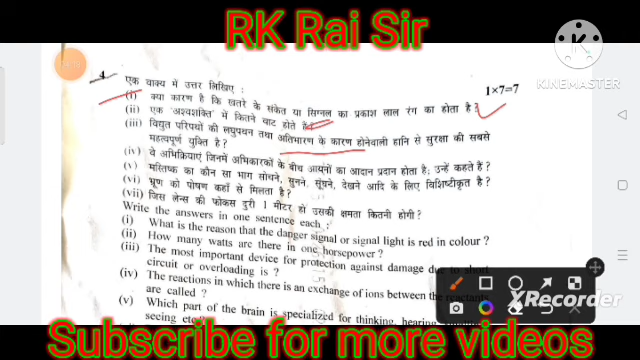 RK Rai Sir
KINEMASTER
4
एक वाक्य में उत्तर लिखिए :
1×7=7
(i) क्या कारण है कि खतरे के संकेत या सिग्नल का प्रकाश लाल रंग का होता है ?
(ii) एक अश्वशक्ति में कितने वाट होते हैं ?
(iii) विद्युत परिपथों की लघुपथन तथा अतिभारण के कारण होनेवाली हानि से सुरक्षा की सबसे
महत्वपूर्ण युक्ति है ?
(iv) वे अभिक्रियाएं जिनमे अभिकारकों के बीच आयनों का आदान प्रदान होता है; उन्हें कहते हैं ?
(v) मस्तिष्क का कौन सा भाग सोचने, सुनने, सूंघने, देखने आदि के लिए विशिष्टीकृत है ?
(vi) भ्रूण को पोषण कहाँ से मिलता है ?
(vii) जिस लेन्स की फोकस दुरी 1 मीटर हो उसकी क्षमता कितनी होगी ?
Write the answers in one sentence each :
(i) What is the reason that the danger signal or signal light is red in colour ?
(ii) How many watts are there in one horsepower ?
(iii) The most important device for protection against damage due to short
circuit or overloading is ?
(iv) The reactions in which there is an exchange of ions between the reactants
are called ?
(v) Which part of the brain is specialized for thinking, hearing,
seeing etc
XRecorder
Subscribe for more videos